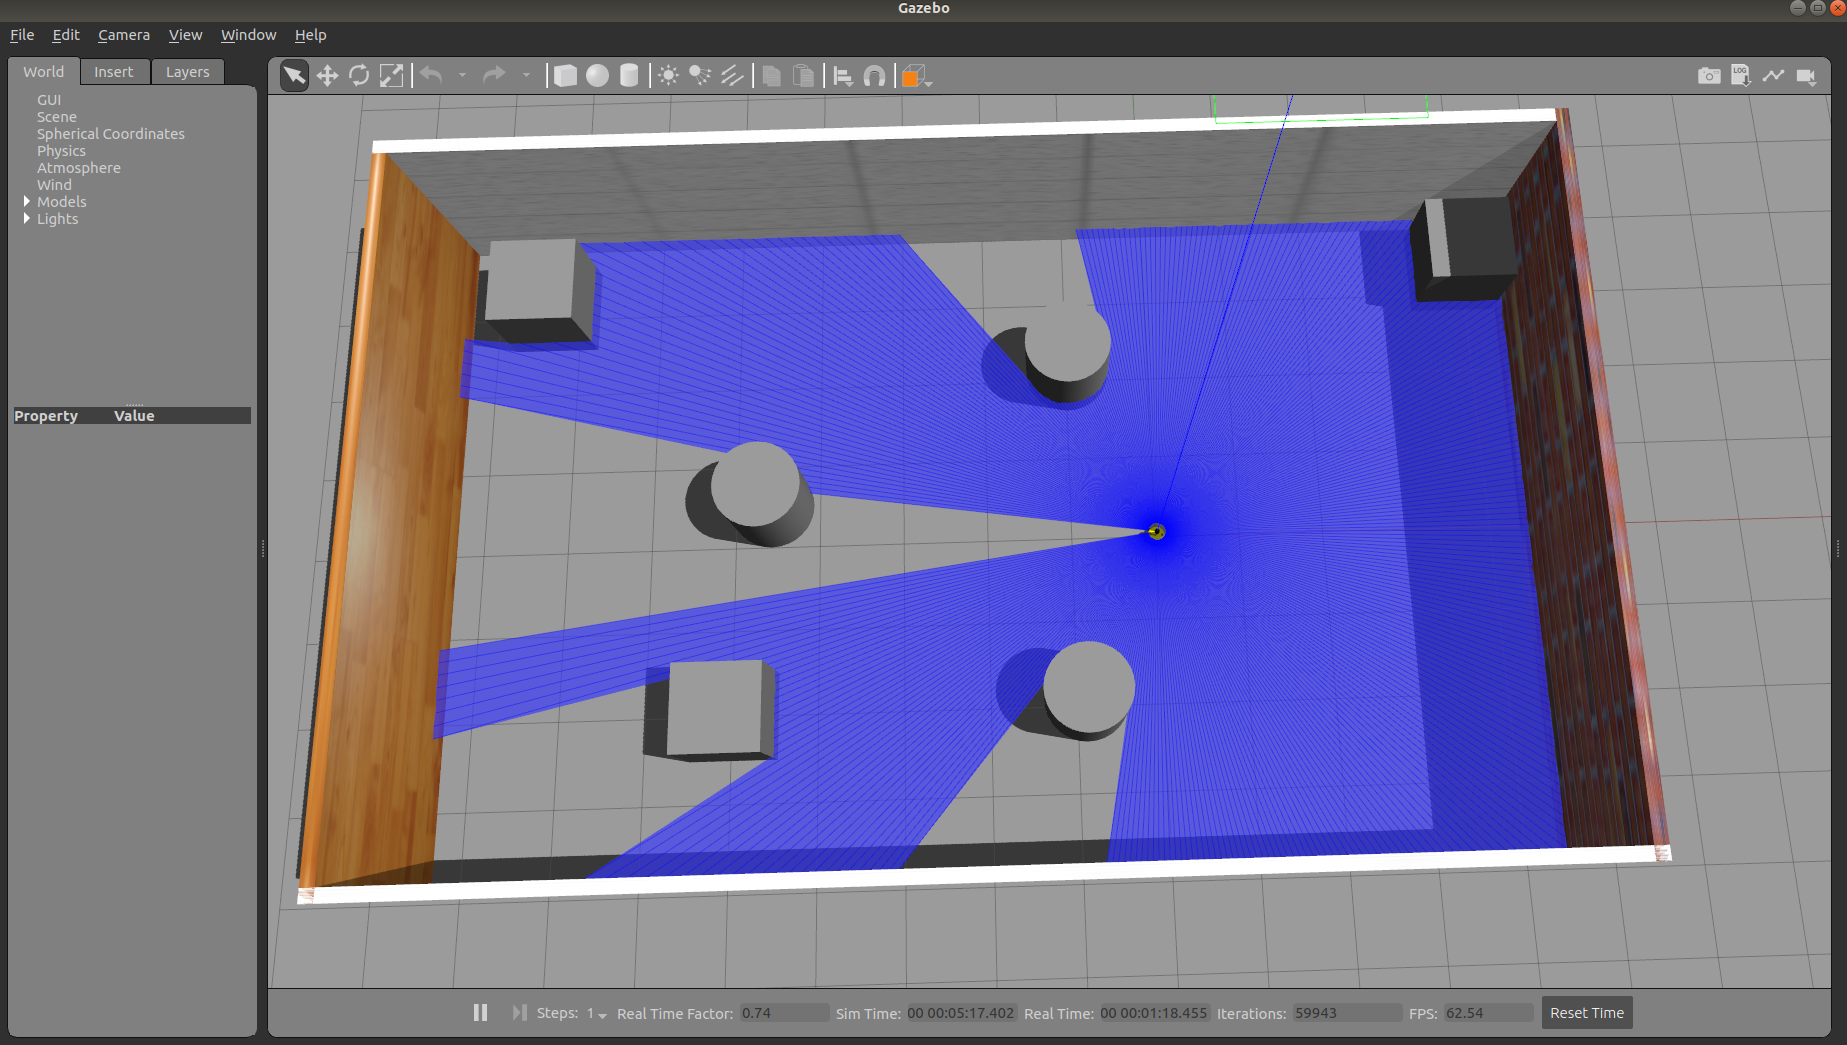 Gazebo
File Edit Camera View Window Help
World Insert Layers
LOG
GUI
Scene
Spherical Coordinates
Physics
Atmosphere
Wind
Models
Lights
Property Value
Steps: 1 Real Time Factor: 0.74 Sim Time: 00 00:05:17.402 Real Time: 00 00:01:18.455 Iterations: 59943 FPS: 62.54 Reset TIme